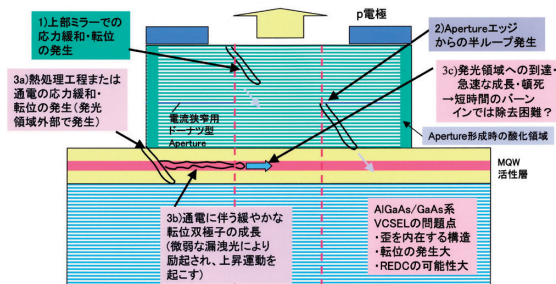 p電極
1)上部ミラーでの
応力緩和・転位
の発生
2)Apertureエッジ
からの半ループ発生
3a)熱処理工程または
通電の応力緩和・
転位の発生(発光
領域外部で発生)
3c)発光領域への到達・
急速な成長・頓死
→短時間のバーン
インでは除去困難?
電流狭窄用
ドーナツ型
Aperture
Aperture形成時の酸化領域
MQW
活性層
3b)通電に伴う緩やかな
転位双極子の成長
(微弱な漏洩光により
励起され、上昇運動を
起こす)
AlGaAs/GaAs系
VCSELの問題点
・歪を内在する構造
・転位の発生大
・REDCの可能性大